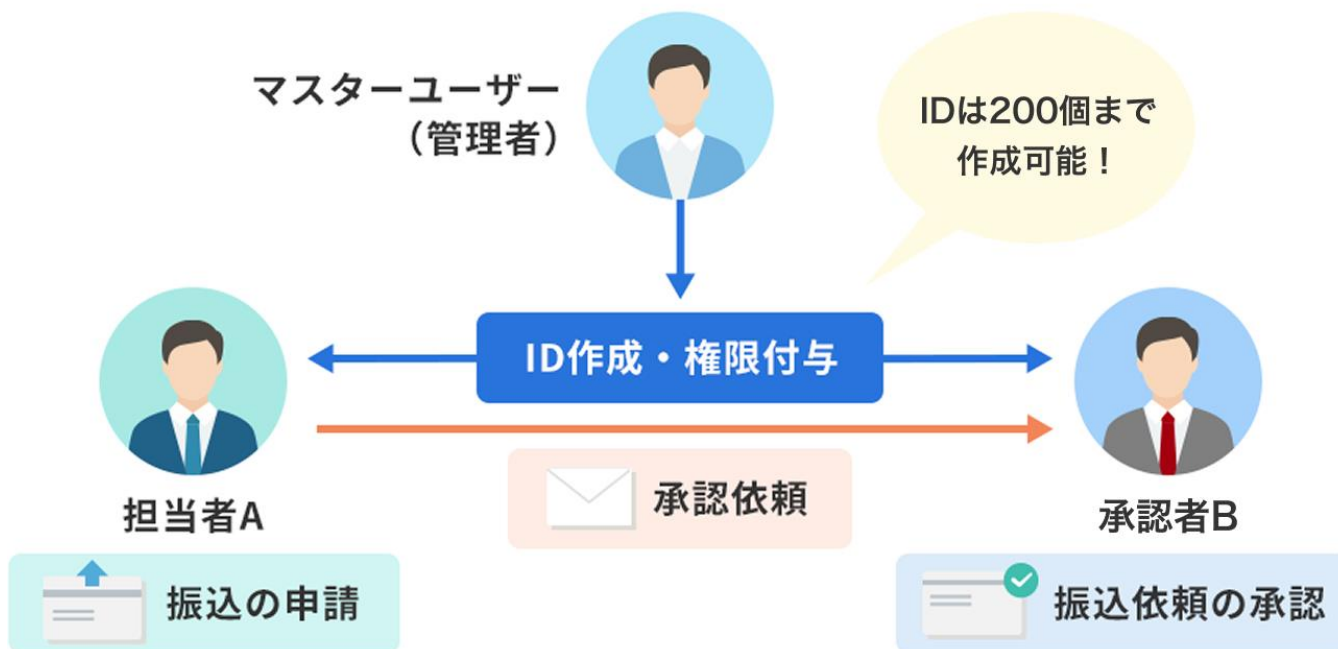 マスターユーザー
（管理者）
IDは200個まで
作成可能！
ID作成・権限付与
承認依頼
担当者A
承認者B
振込の申請
振込依頼の承認